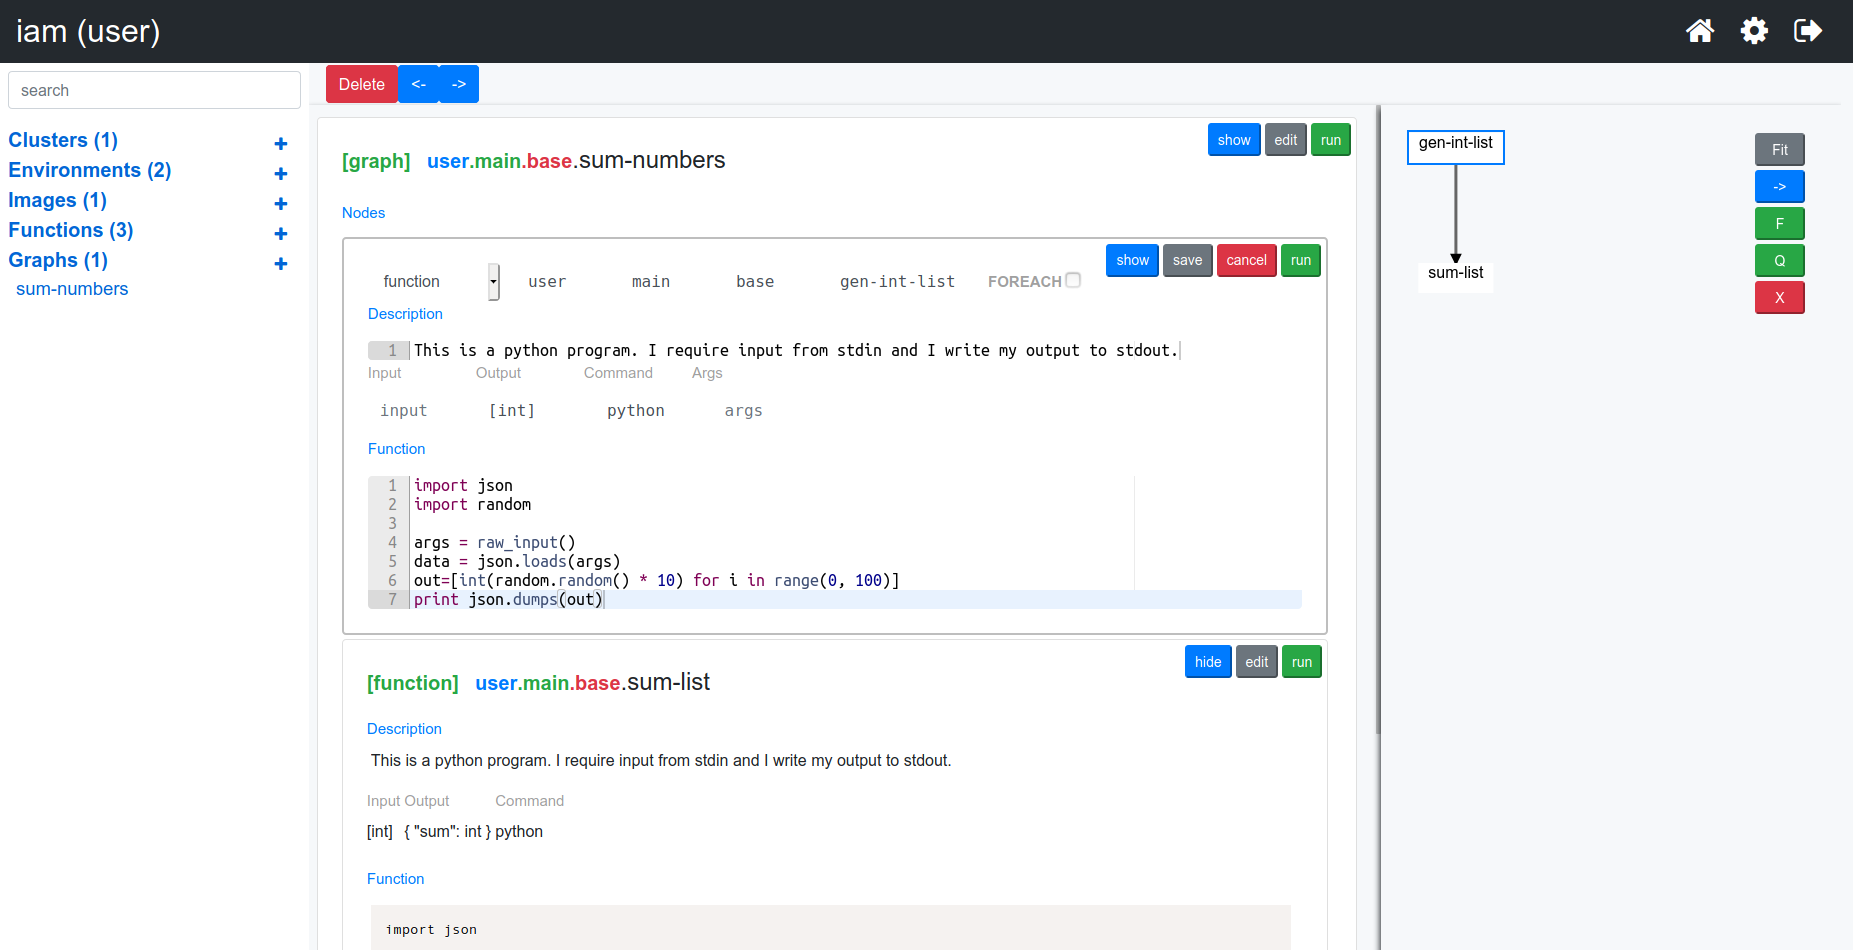 iam (user)
search
Delete <- ->
Clusters (1) +
Environments (2) +
Images (1) +
Functions (3) +
Graphs (1) +
sum-numbers
[graph] user.main.base.sum-numbers
show edit run
Nodes
show save cancel run
function user main base gen-int-list FOREACH
Description
1 This is a python program. I require input from stdin and I write my output to stdout.
Input Output Command Args
input [int] python args
Function
1 import json
2 import random
3
4 args = raw_input()
5 data = json.loads(args)
6 out=[int(random.random() * 10) for i in range(0, 100)]
7 print json.dumps(out)
hide edit run
[function] user.main.base.sum-list
Description
This is a python program. I require input from stdin and I write my output to stdout.
Input Output Command
[int] { "sum": int } python
Function
import json
gen-int-list
sum-list
Fit
->
F
Q
X